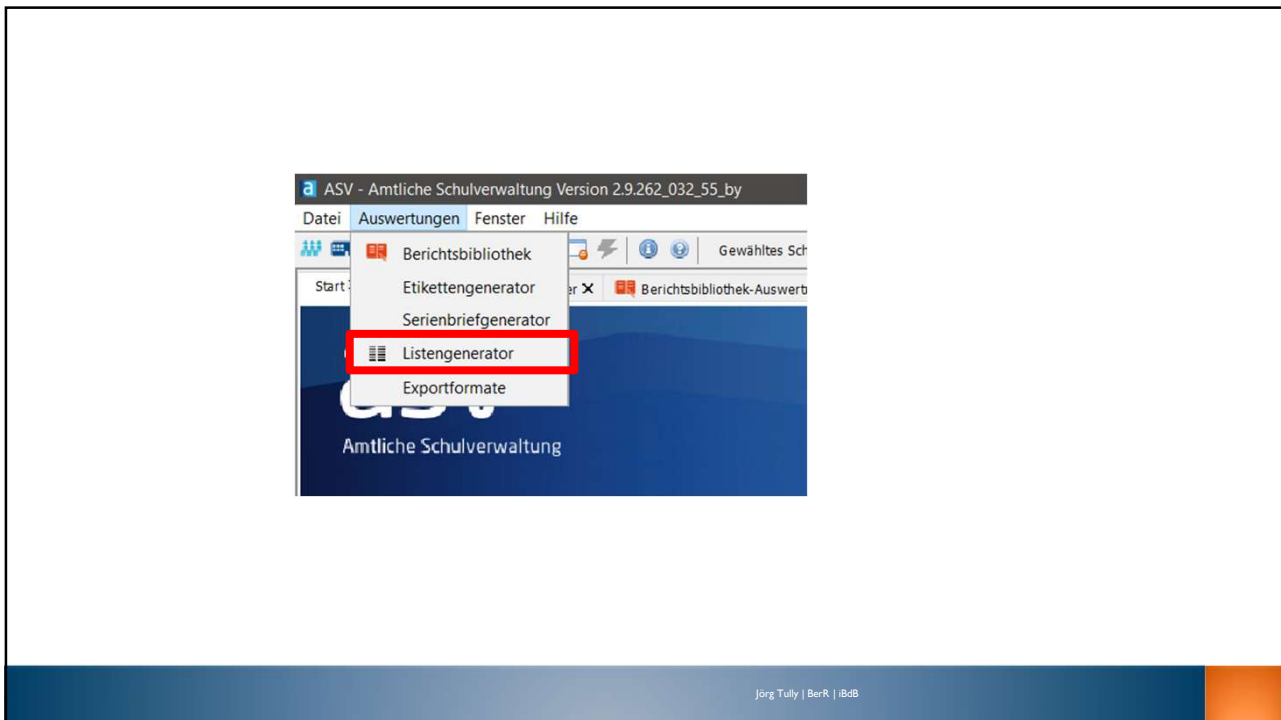 ASV - Amtliche Schulverwaltung Version 2.9.262_032_55_by
Datei Auswertungen Fenster Hilfe
Berichtsbibliothek
Gewähltes Sch
Start
Etikettengenerator
er X Berichtsbibliothek-Auswert
Serienbriefgenerator
Listengenerator
Exportformate
Amtliche Schulverwaltung
Jörg Tully | BerR | iBdB